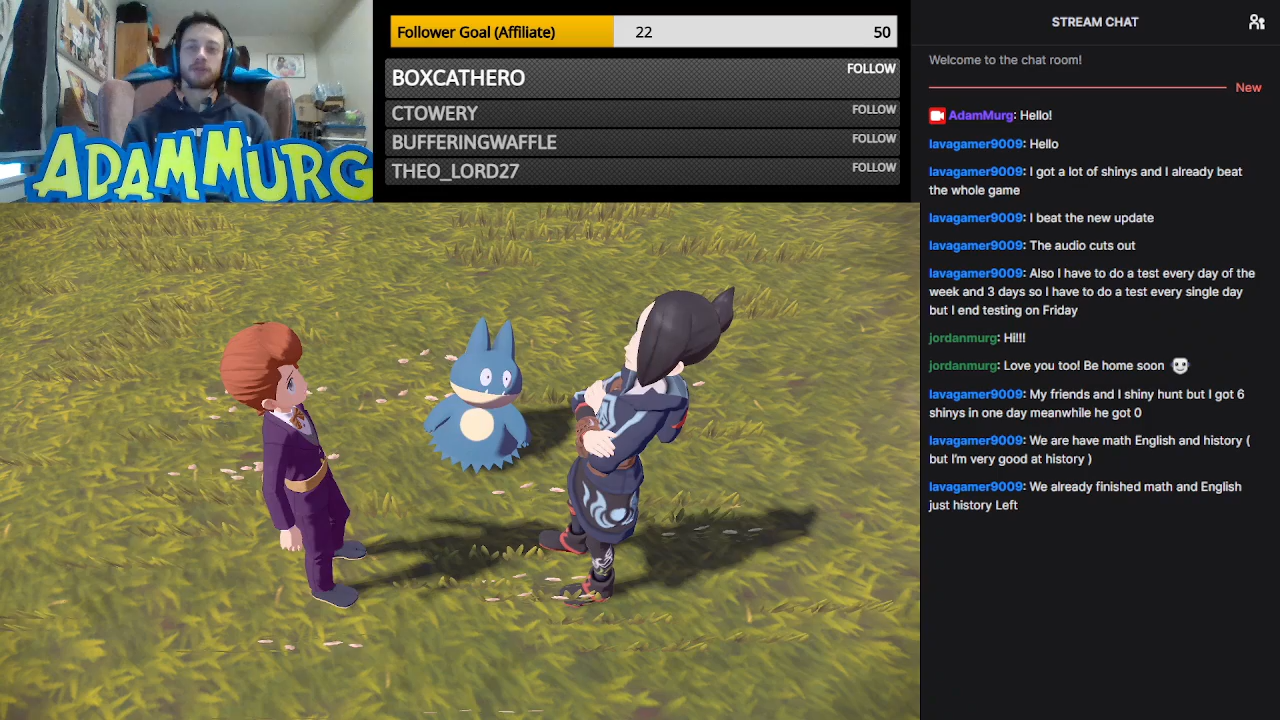 Follower Goal (Affiliate) 22 50
BOXCATHERO FOLLOW
CTOWERY FOLLOW
BUFFERINGWAFFLE FOLLOW
THEO_LORD27 FOLLOW
ADAMMURG
STREAM CHAT
Welcome to the chat room!
New
AdamMurg: Hello!
lavagamer9009: Hello
lavagamer9009: I got a lot of shinys and I already beat
the whole game
lavagamer9009: I beat the new update
lavagamer9009: The audio cuts out
lavagamer9009: Also I have to do a test every day of the
week and 3 days so I have to do a test every single day
but I end testing on Friday
jordanmurg: Hi!!!
jordanmurg: Love you too! Be home soon
lavagamer9009: My friends and I shiny hunt but I got 6
shinys in one day meanwhile he got 0
lavagamer9009: We are have math English and history (
but I'm very good at history )
lavagamer9009: We already finished math and English
just history Left